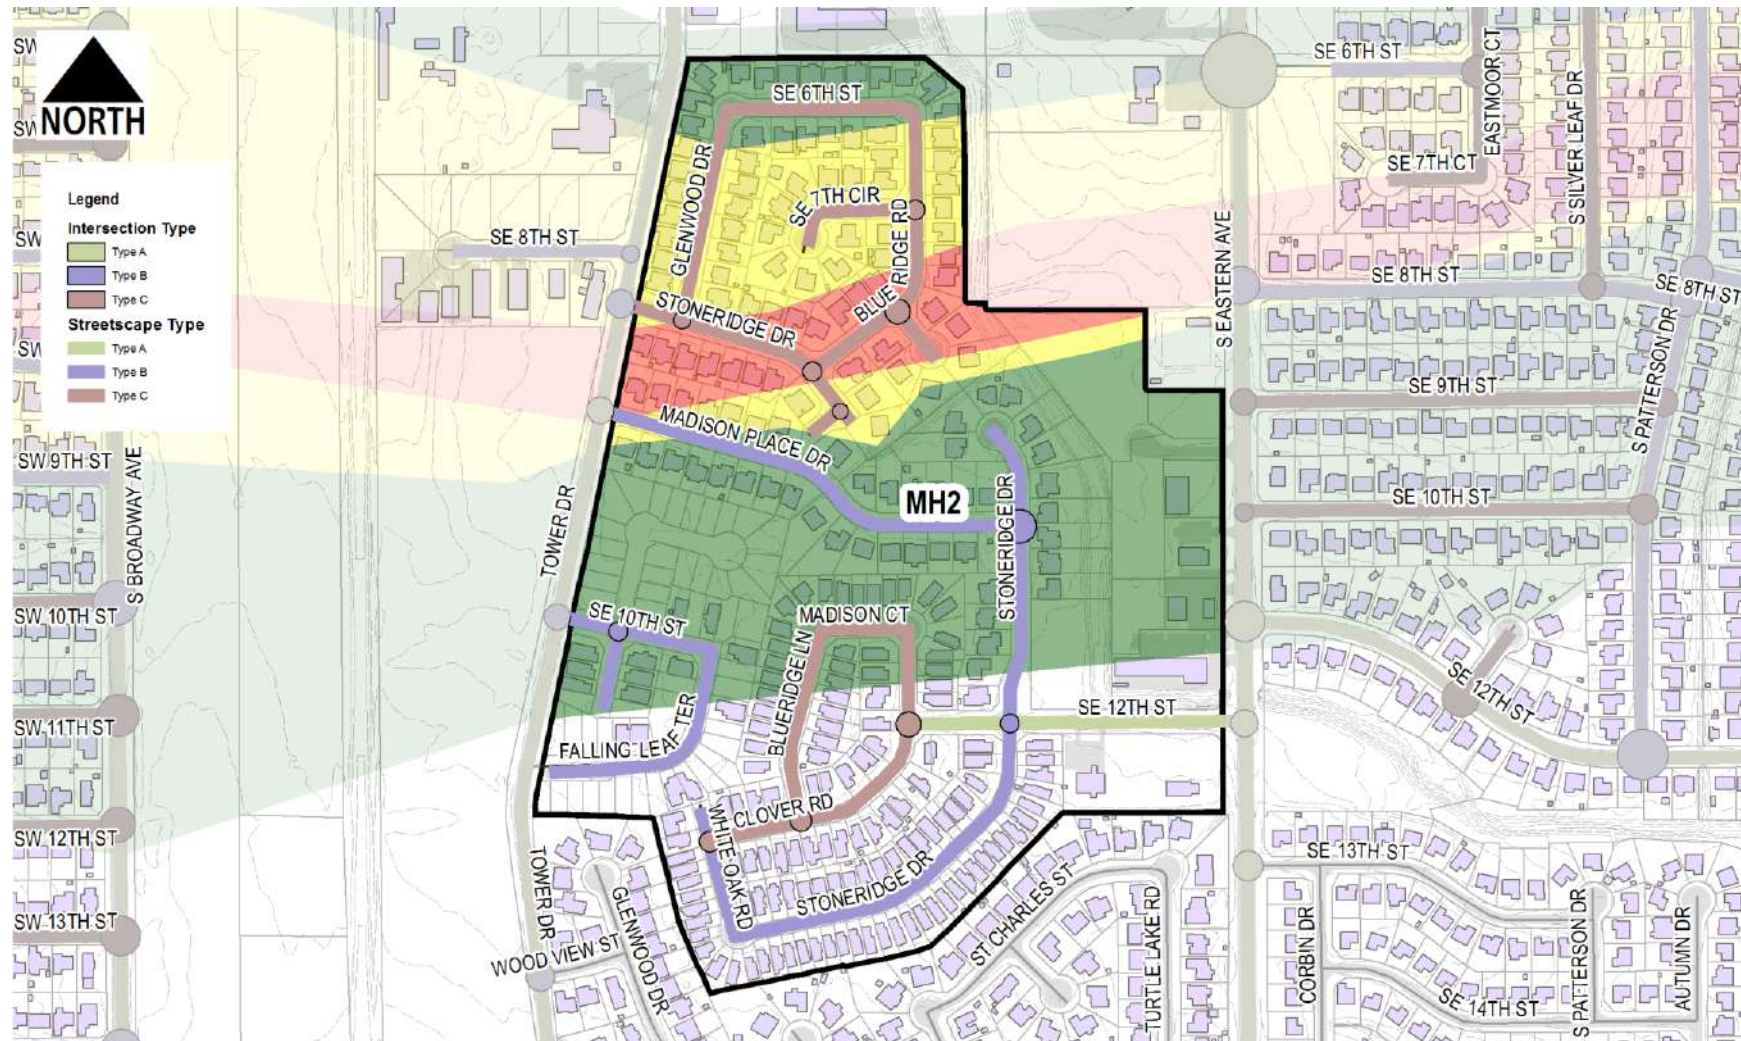 NORTH
SW
SW
SW
SW
Legend
Intersection Type
Type A
Type B
Type C
Streetscape Type
Type A
Type B
Type C
SE 6TH ST
SE 6TH ST
EASTMOOR CT
S SILVER LEAF DR
GLENWOOD DR
SE 7TH CIR
BLUE RIDGE RD
SE 7TH CT
SE 8TH ST
S EASTERN AVE
SE 8TH ST
SE 8TH ST
STONERIDGE DR
S PATTERSON DR
SE 9TH ST
MADISON PLACE DR
SW 9TH ST
S BROADWAY AVE
TOWER DR
MH2
STONERIDGE DR
SE 10TH ST
SW 10TH ST
SE 10TH ST
MADISON CT
BLUERIDGE LN
SE 12TH ST
SW 11TH ST
FALLING LEAF TER
SE 12TH ST
CLOVER RD
WHITE OAK RD
SW 12TH ST
SE 13TH ST
STONERIDGE DR
ST CHARLES ST
TOWER DR
GLENWOOD DR
SW 13TH ST
WOOD VIEW ST
TURTLE LAKE RD
CORBIN DR
S PATTERSON DR
AUTUMN DR
SE 14TH ST